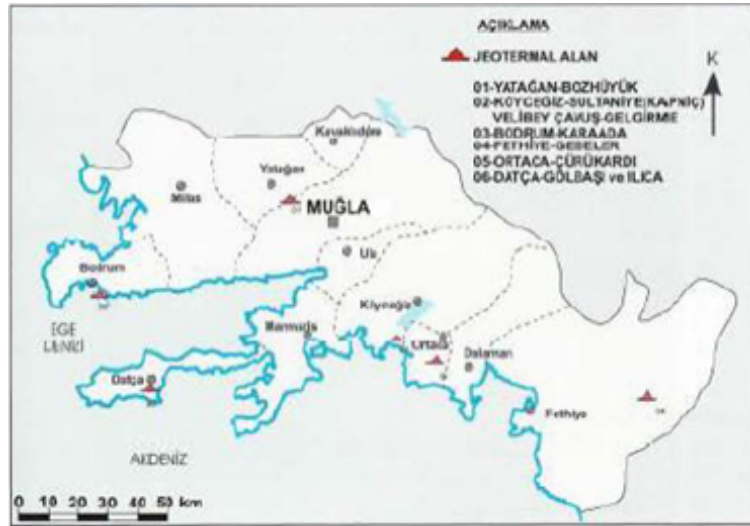 AÇIKLAMA
JEOTERMAL ALAN
K
01-YATAĞAN-BOZHÜYÜK
02-KÖYCEĞİZ-SULTANİYE(KAPNIÇ)
VELİBEY ÇAVUŞ-GELGİRME
03-BODRUM-KARAADA
04-FETHİYE-GEBELER
05-ORTACA-ÇÜRÜKARDI
06-DATÇA-GÖLBAŞI ve ILICA
Kavaklıdere
Yatağan
Milas
MUĞLA
Ula
Bodrum
Köyceğiz
EGE
DENİZİ
Marmaris
Ortaca
Dalaman
Datça
Fethiye
AKDENİZ
0 10 20 30 40 50 km